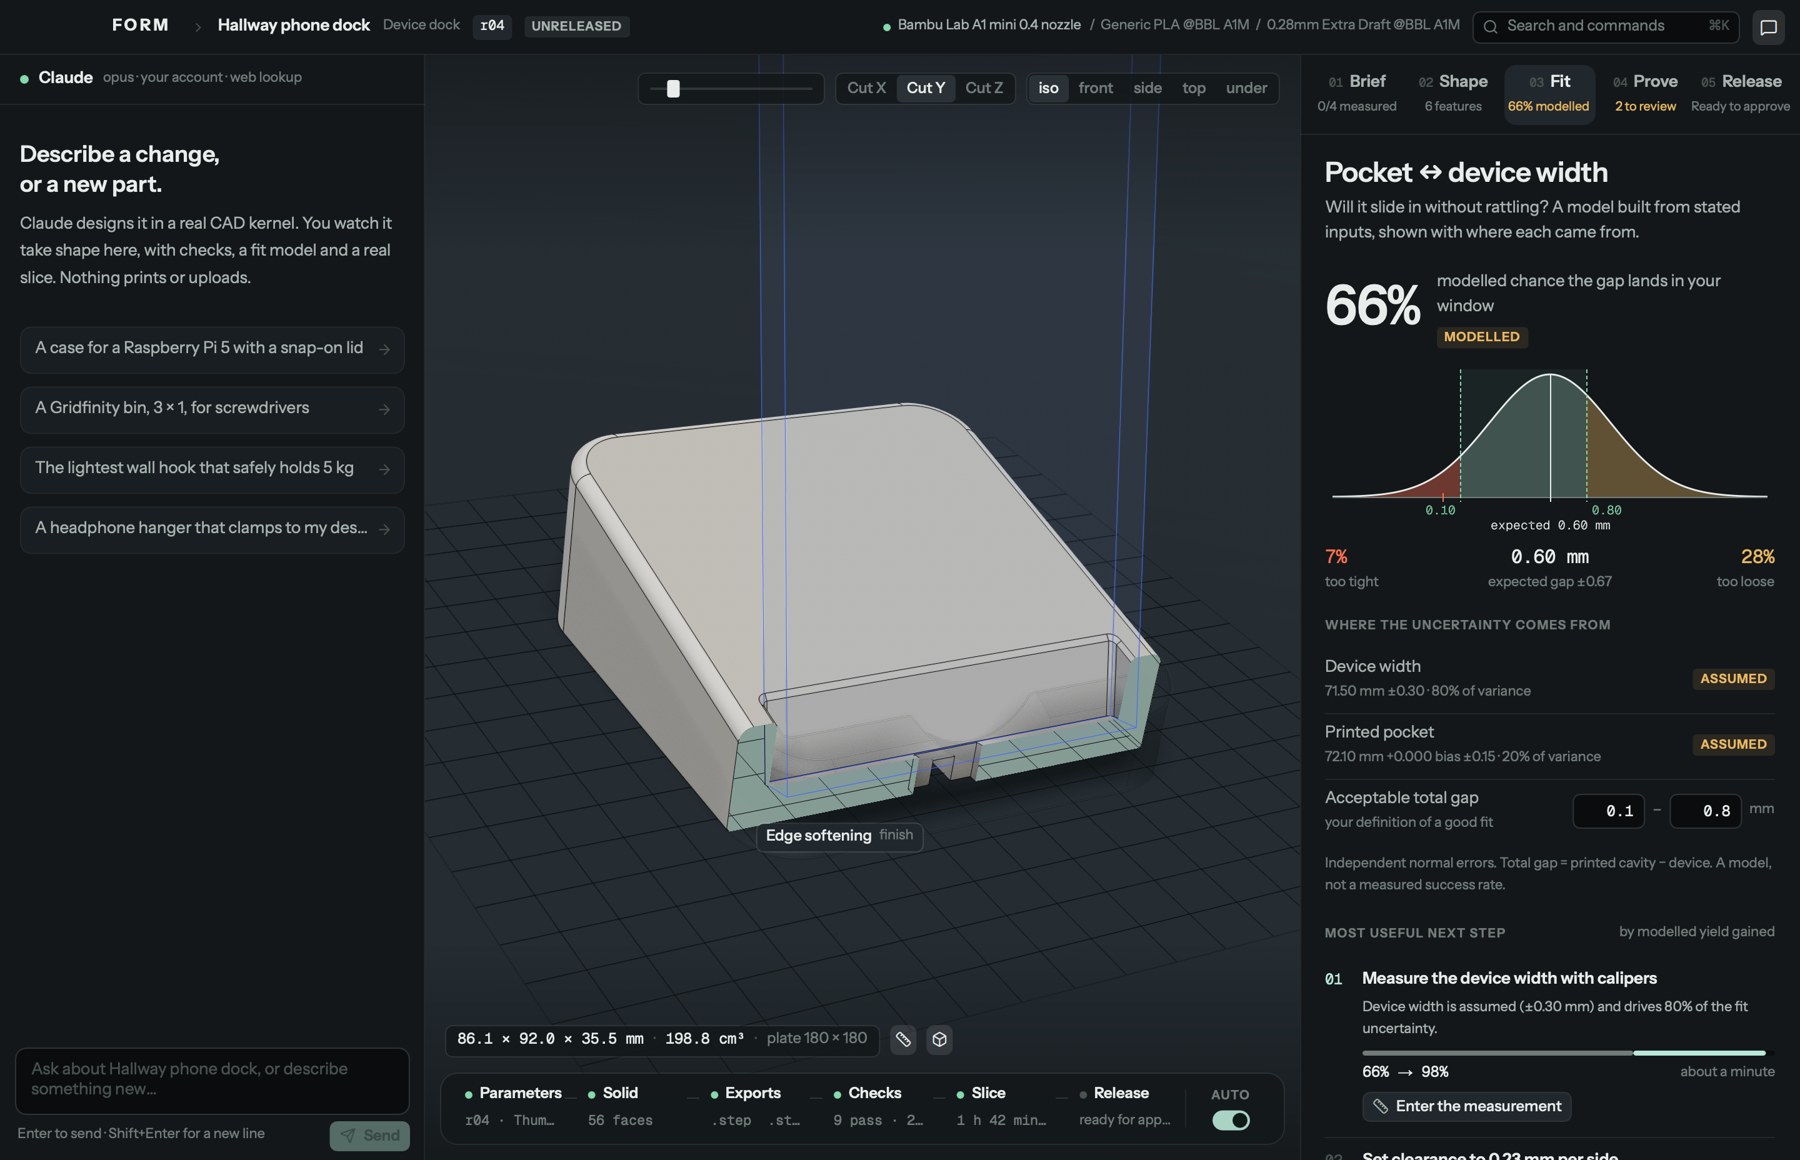 FORM
Hallway phone dock Device dock r04 UNRELEASED
Bambu Lab A1 mini 0.4 nozzle / Generic PLA @BBL A1M / 0.28mm Extra Draft @BBL A1M
Search and commands ⌘K
Claude opus · your account · web lookup
Describe a change,
or a new part.
Claude designs it in a real CAD kernel. You watch it
take shape here, with checks, a fit model and a real
slice. Nothing prints or uploads.
A case for a Raspberry Pi 5 with a snap-on lid →
A Gridfinity bin, 3 × 1, for screwdrivers →
The lightest wall hook that safely holds 5 kg →
A headphone hanger that clamps to my des... →
Ask about Hallway phone dock, or describe
something new...
Enter to send · Shift+Enter for a new line
Send
Cut X Cut Y Cut Z
iso front side top under
Edge softening finish
86.1 × 92.0 × 35.5 mm · 198.8 cm³ · plate 180 × 180
Parameters
r04 · Thum...
Solid
56 faces
Exports
.step .st...
Checks
9 pass · 2...
Slice
1 h 42 min...
Release
ready for app...
AUTO
01 Brief
0/4 measured
02 Shape
6 features
03 Fit
66% modelled
04 Prove
2 to review
05 Release
Ready to approve
Pocket ↔ device width
Will it slide in without rattling? A model built from stated
inputs, shown with where each came from.
66%
modelled chance the gap lands in your
window
MODELLED
0.10 0.80
expected 0.60 mm
7% 0.60 mm 28%
too tight expected gap ±0.67 too loose
WHERE THE UNCERTAINTY COMES FROM
Device width
71.50 mm ±0.30 · 80% of variance
ASSUMED
Printed pocket
72.10 mm +0.000 bias ±0.15 · 20% of variance
ASSUMED
Acceptable total gap
your definition of a good fit
0.1 – 0.8 mm
Independent normal errors. Total gap = printed cavity − device. A model,
not a measured success rate.
MOST USEFUL NEXT STEP by modelled yield gained
01 Measure the device width with calipers
Device width is assumed (±0.30 mm) and drives 80% of the fit
uncertainty.
66% → 98% about a minute
Enter the measurement
02 Set clearance to 0.23 mm per side